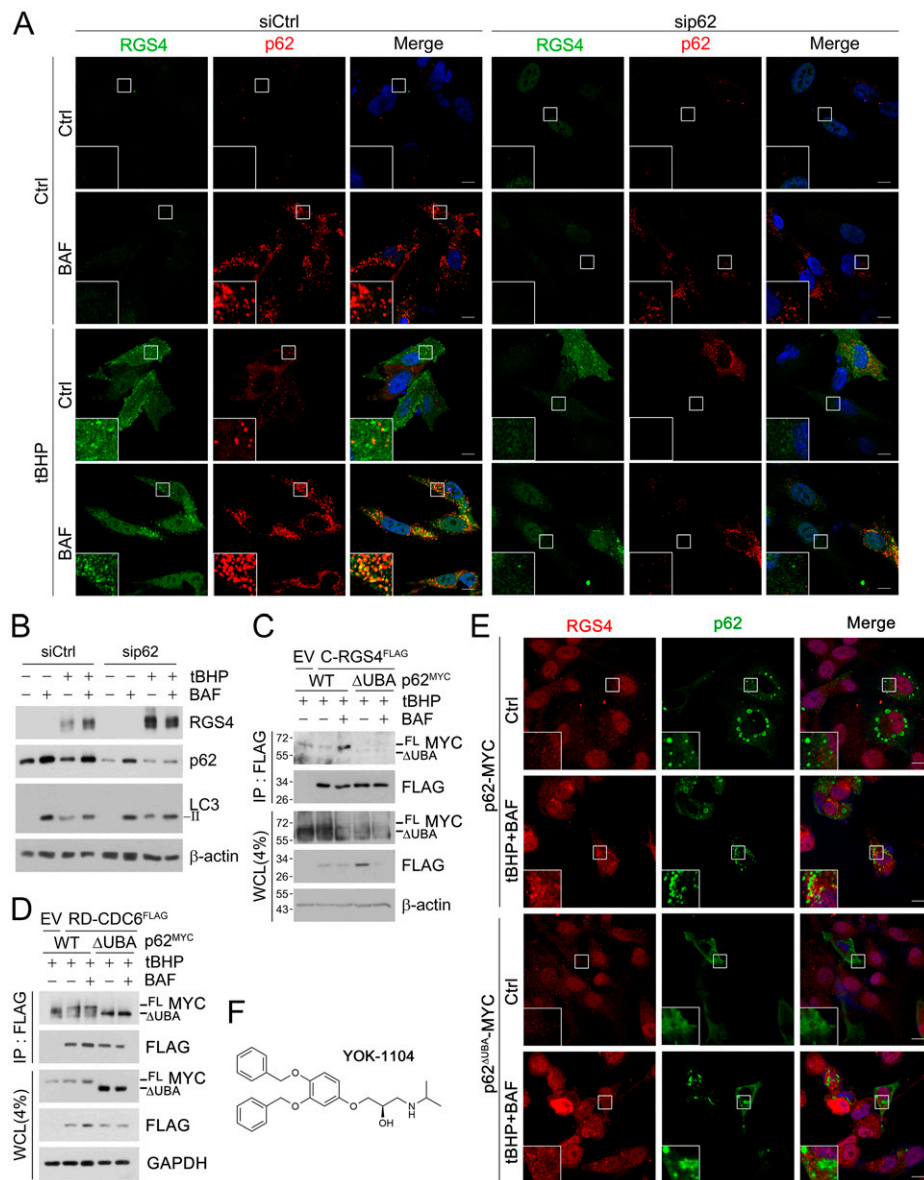 A
siCtrl sip62
RGS4 p62 Merge RGS4 p62 Merge
Ctrl
Ctrl
BAF
tBHP
Ctrl
BAF
B
siCtrl sip62
- - + + - - + + tBHP
- + - + - + - + BAF
RGS4
p62
LC3
-II
β-actin
C
EV C-RGS4FLAG
WT ΔUBA p62MYC
+ + + + + tBHP
+ + BAF
IP : FLAG
72-
55-
FL MYC
ΔUBA
34-
26-
FLAG
WCL(4%)
72-
55-
FL MYC
ΔUBA
34-
26-
FLAG
55-
43-
β-actin
D
EV RD-CDC6FLAG
WT ΔUBA p62MYC
+ + + + + tBHP
+ + BAF
IP : FLAG
FL MYC
ΔUBA
FLAG
WCL(4%)
FL MYC
ΔUBA
FLAG
GAPDH
E
RGS4 p62 Merge
p62-MYC
Ctrl
tBHP+BAF
p62ΔUBA-MYC
Ctrl
tBHP+BAF
F
YOK-1104
O
O
O
OH
N
H